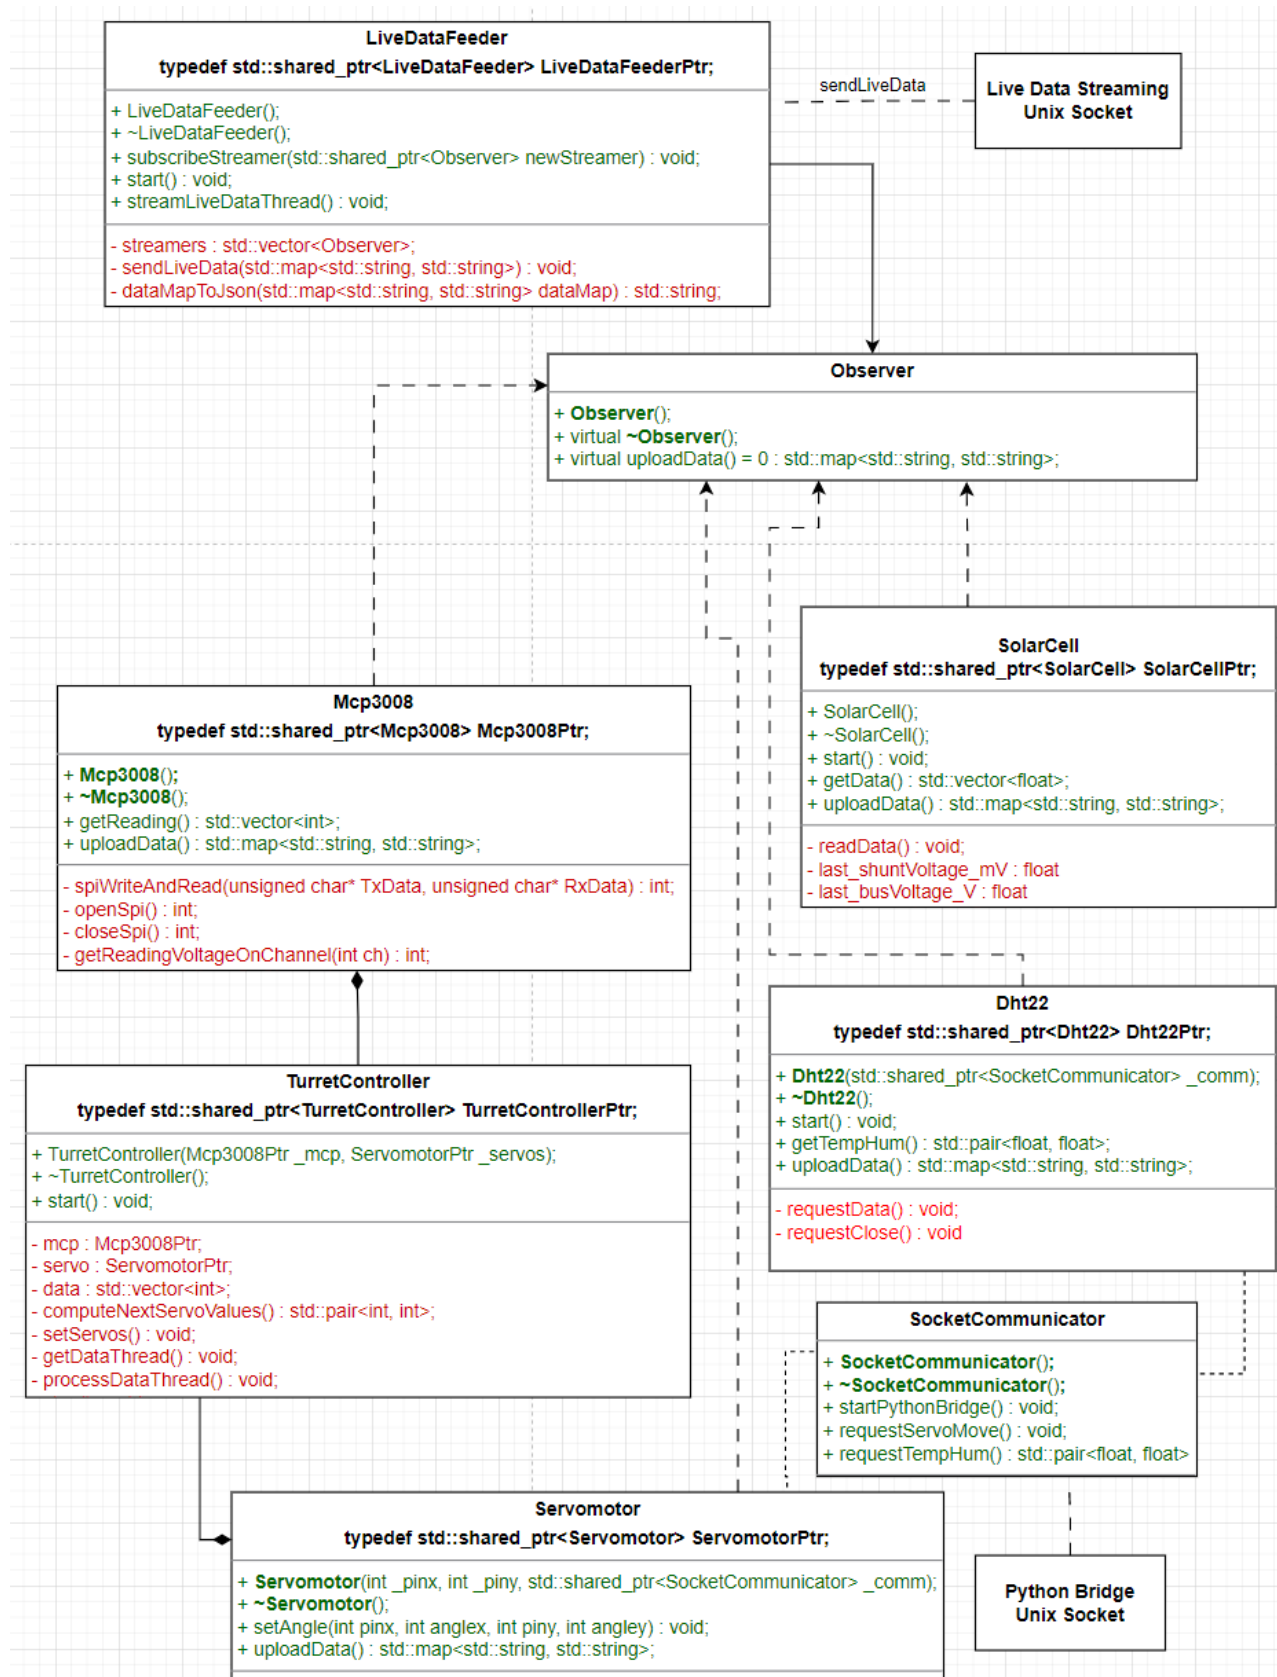 LiveDataFeeder
typedef std::shared_ptr<LiveDataFeeder> LiveDataFeederPtr;
+ LiveDataFeeder();
+ ~LiveDataFeeder();
+ subscribeStreamer(std::shared_ptr<Observer> newStreamer) : void;
+ start() : void;
+ streamLiveDataThread() : void;
- streamers : std::vector<Observer>;
- sendLiveData(std::map<std::string, std::string>) : void;
- dataMapToJson(std::map<std::string, std::string> dataMap) : std::string;
sendLiveData
Live Data Streaming
Unix Socket
Observer
+ Observer();
+ virtual ~Observer();
+ virtual uploadData() = 0 : std::map<std::string, std::string>;
SolarCell
typedef std::shared_ptr<SolarCell> SolarCellPtr;
+ SolarCell();
+ ~SolarCell();
+ start() : void;
+ getData() : std::vector<float>;
+ uploadData() : std::map<std::string, std::string>;
- readData() : void;
- last_shuntVoltage_mV : float
- last_busVoltage_V : float
Mcp3008
typedef std::shared_ptr<Mcp3008> Mcp3008Ptr;
+ Mcp3008();
+ ~Mcp3008();
+ getReading() : std::vector<int>;
+ uploadData() : std::map<std::string, std::string>;
- spiWriteAndRead(unsigned char* TxData, unsigned char* RxData) : int;
- openSpi() : int;
- closeSpi() : int;
- getReadingVoltageOnChannel(int ch) : int;
Dht22
typedef std::shared_ptr<Dht22> Dht22Ptr;
+ Dht22(std::shared_ptr<SocketCommunicator> _comm);
+ ~Dht22();
+ start() : void;
+ getTempHum() : std::pair<float, float>;
+ uploadData() : std::map<std::string, std::string>;
- requestData() : void;
- requestClose() : void
TurretController
typedef std::shared_ptr<TurretController> TurretControllerPtr;
+ TurretController(Mcp3008Ptr _mcp, ServomotorPtr _servos);
+ ~TurretController();
+ start() : void;
- mcp : Mcp3008Ptr;
- servo : ServomotorPtr;
- data : std::vector<int>;
- computeNextServoValues() : std::pair<int, int>;
- setServos() : void;
- getDataThread() : void;
- processDataThread() : void;
SocketCommunicator
+ SocketCommunicator();
+ ~SocketCommunicator();
+ startPythonBridge() : void;
+ requestServoMove() : void;
+ requestTempHum() : std::pair<float, float>
Servomotor
typedef std::shared_ptr<Servomotor> ServomotorPtr;
+ Servomotor(int _pinx, int _piny, std::shared_ptr<SocketCommunicator> _comm);
+ ~Servomotor();
+ setAngle(int pinx, int anglex, int piny, int angley) : void;
+ uploadData() : std::map<std::string, std::string>;
Python Bridge
Unix Socket